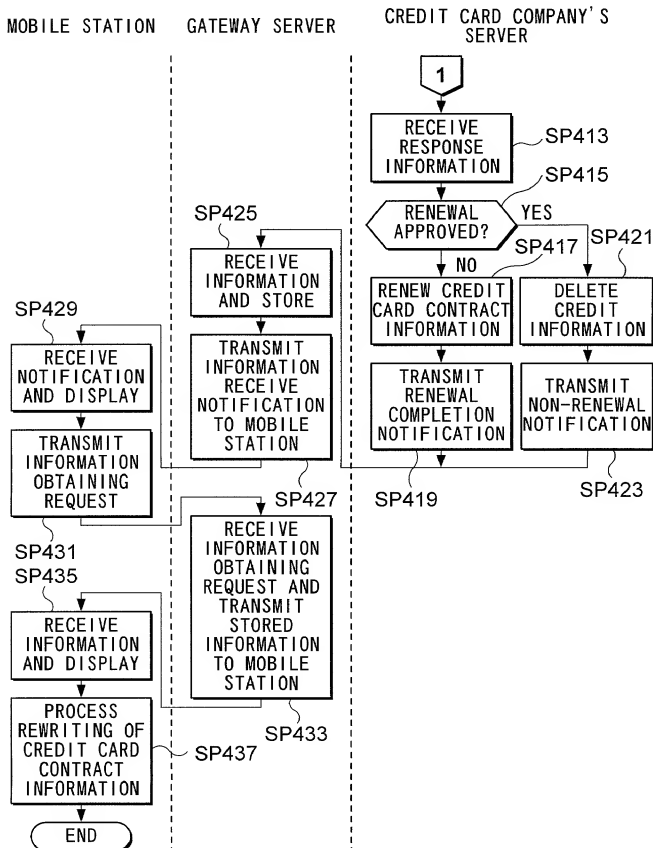 MOBILE STATION
GATEWAY SERVER
CREDIT CARD COMPANY'S
SERVER
1
RECEIVE
RESPONSE
INFORMATION
SP413
SP415
RENEWAL
APPROVED?
YES
NO
SP417
SP421
RENEW CREDIT
CARD CONTRACT
INFORMATION
DELETE
CREDIT
INFORMATION
TRANSMIT
RENEWAL
COMPLETION
NOTIFICATION
SP419
TRANSMIT
NON-RENEWAL
NOTIFICATION
SP423
SP425
RECEIVE
INFORMATION
AND STORE
TRANSMIT
INFORMATION
RECEIVE
NOTIFICATION
TO MOBILE
STATION
SP427
SP429
RECEIVE
NOTIFICATION
AND DISPLAY
TRANSMIT
INFORMATION
OBTAINING
REQUEST
SP431
RECEIVE
INFORMATION
OBTAINING
REQUEST AND
TRANSMIT
STORED
INFORMATION
TO MOBILE
STATION
SP433
SP435
RECEIVE
INFORMATION
AND DISPLAY
PROCESS
REWRITING OF
CREDIT CARD
CONTRACT
INFORMATION
SP437
END